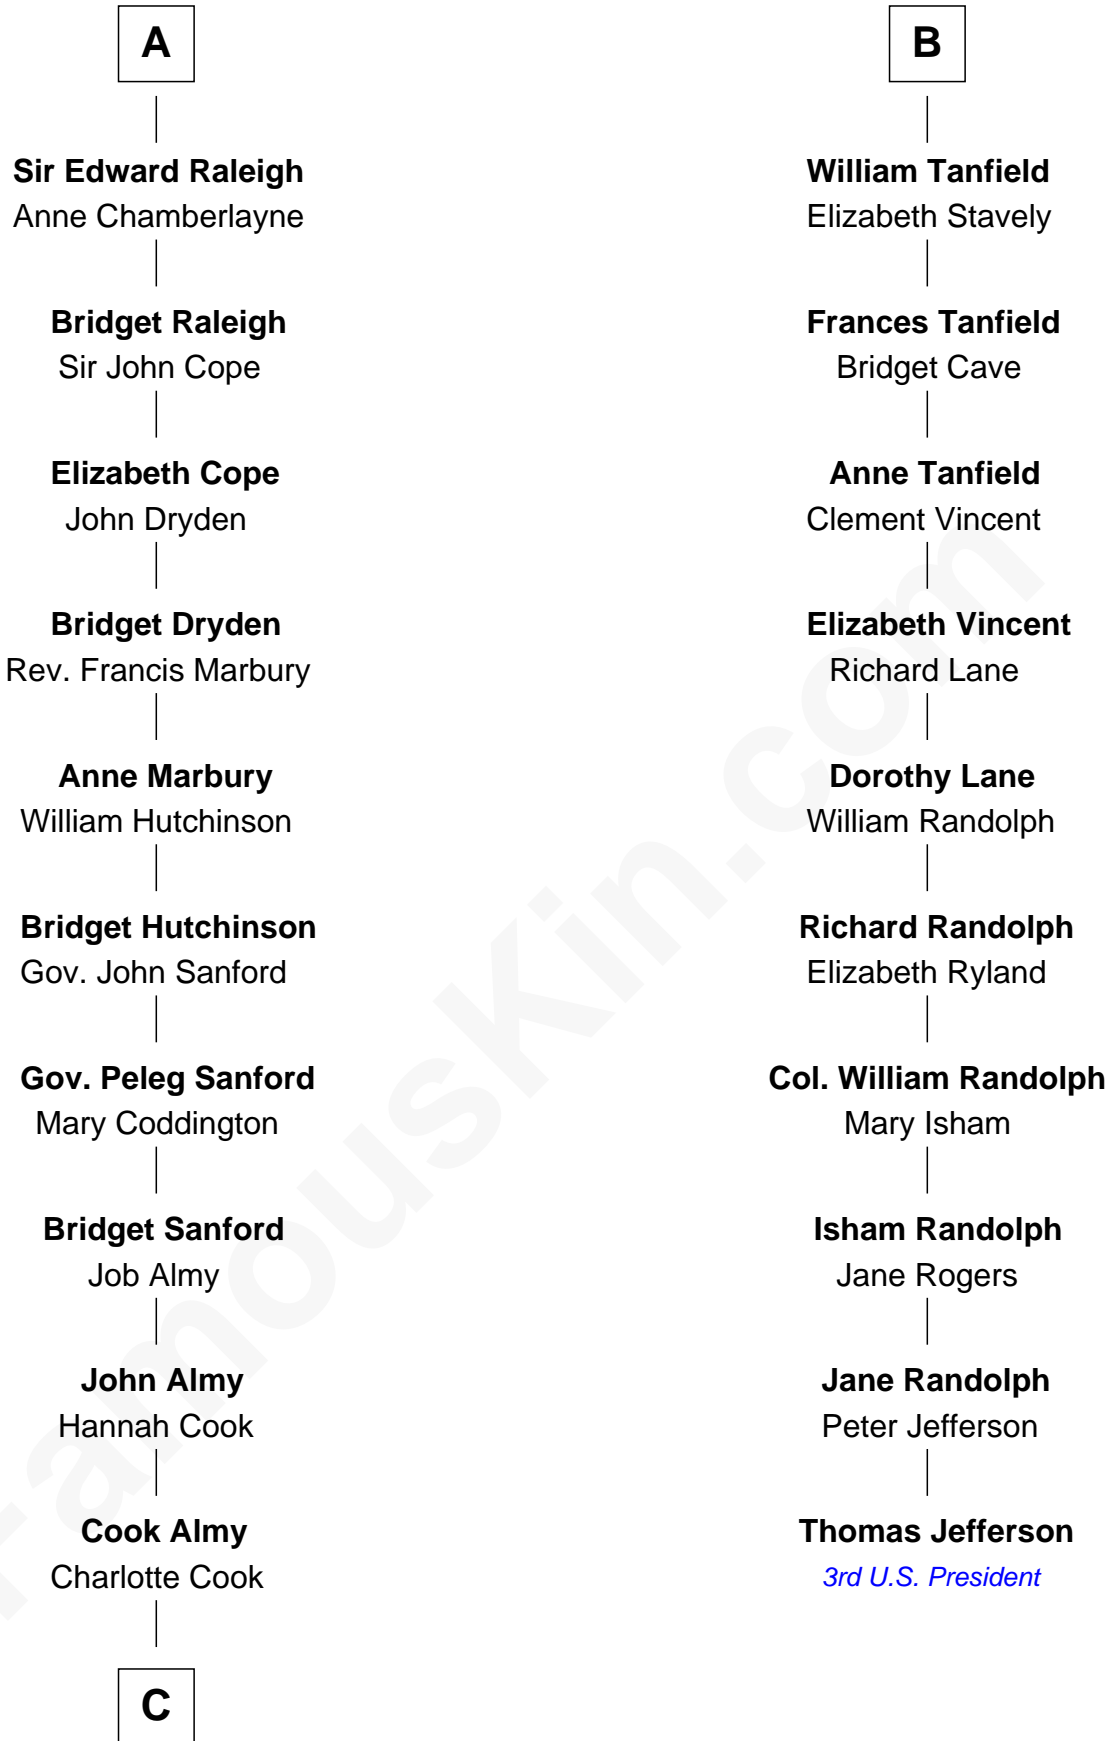 A
Sir Edward Raleigh
Anne Chamberlayne
Bridget Raleigh
Sir John Cope
Elizabeth Cope
John Dryden
Bridget Dryden
Rev. Francis Marbury
Anne Marbury
William Hutchinson
Bridget Hutchinson
Gov. John Sanford
Gov. Peleg Sanford
Mary Coddington
Bridget Sanford
Job Almy
John Almy
Hannah Cook
Cook Almy
Charlotte Cook
C
B
William Tanfield
Elizabeth Stavely
Frances Tanfield
Bridget Cave
Anne Tanfield
Clement Vincent
Elizabeth Vincent
Richard Lane
Dorothy Lane
William Randolph
Richard Randolph
Elizabeth Ryland
Col. William Randolph
Mary Isham
Isham Randolph
Jane Rogers
Jane Randolph
Peter Jefferson
Thomas Jefferson
3rd U.S. President
FamousKin.com